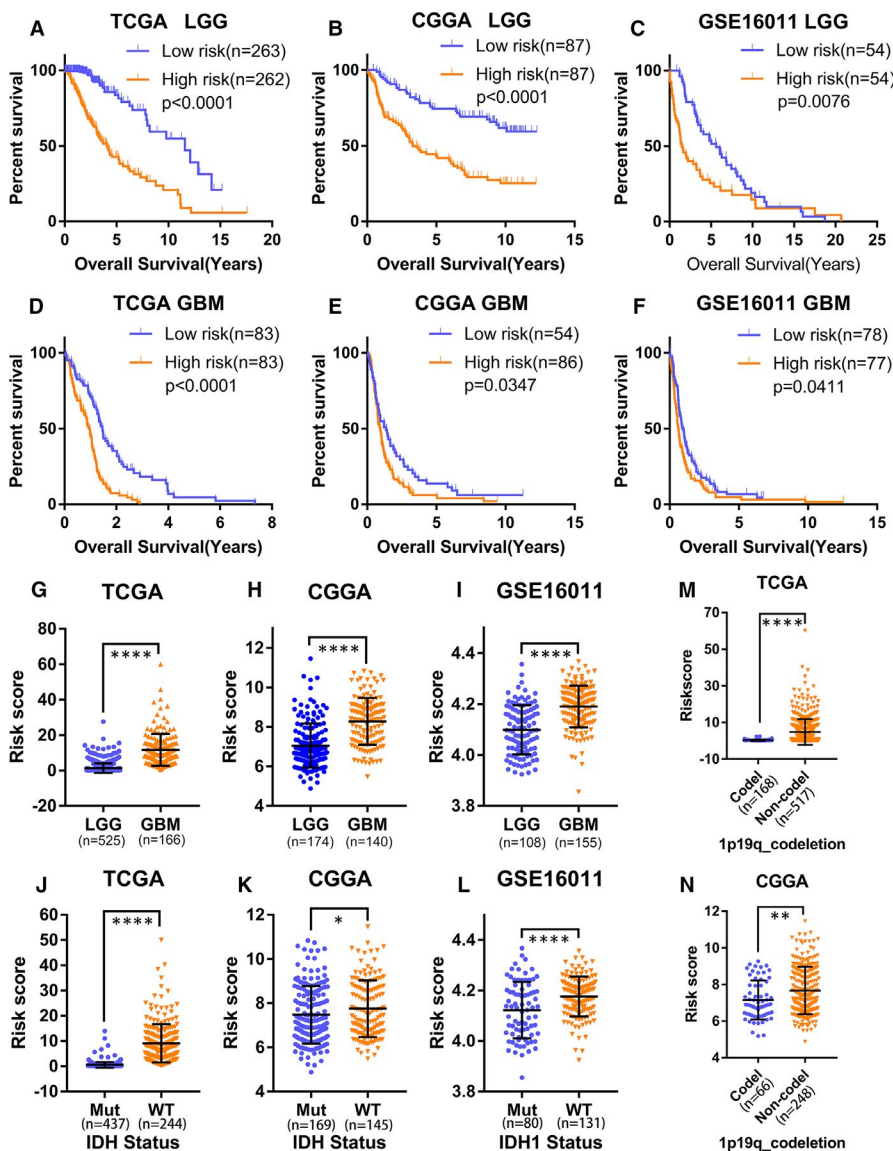 A
TCGA LGG
Low risk(n=263)
High risk(n=262)
p<0.0001
Percent survival
100
50
0
0 5 10 15 20
Overall Survival(Years)
B
CGGA LGG
Low risk(n=87)
High risk(n=87)
p<0.0001
Percent survival
100
50
0
0 5 10 15
Overall Survival(Years)
C
GSE16011 LGG
Low risk(n=54)
High risk(n=54)
p=0.0076
Percent survival
100
50
0
0 5 10 15 20 25
Overall Survival(Years)
D
TCGA GBM
Low risk(n=83)
High risk(n=83)
p<0.0001
Percent survival
100
50
0
0 2 4 6 8
Overall Survival(Years)
E
CGGA GBM
Low risk(n=54)
High risk(n=86)
p=0.0347
Percent survival
100
50
0
0 5 10 15
Overall Survival(Years)
F
GSE16011 GBM
Low risk(n=78)
High risk(n=77)
p=0.0411
Percent survival
100
50
0
0 5 10 15
Overall Survival(Years)
G
TCGA
****
Risk score
80
60
40
20
0
-20
LGG GBM
(n=525) (n=166)
H
CGGA
****
Risk score
12
10
8
6
4
LGG GBM
(n=174) (n=140)
I
GSE16011
****
Risk score
4.4
4.2
4.0
3.8
LGG GBM
(n=108) (n=155)
M
TCGA
****
Riskscore
70
50
30
10
-10
Codel
(n=168)
Non-codel
(n=517)
1p19q_codeletion
J
TCGA
****
Risk score
60
50
40
30
20
10
0
-10
Mut WT
(n=437) (n=244)
IDH Status
K
CGGA
*
Risk score
12
10
8
6
4
Mut WT
(n=169) (n=145)
IDH Status
L
GSE16011
****
Risk score
4.4
4.2
4.0
3.8
Mut WT
(n=80) (n=131)
IDH1 Status
N
CGGA
**
Risk score
12
10
8
6
4
Codel
(n=66)
Non-codel
(n=248)
1p19q_codeletion